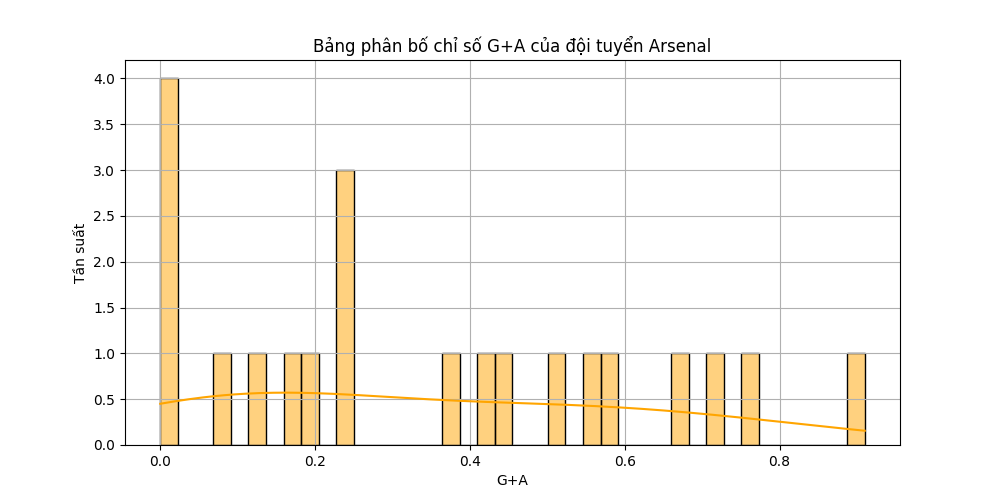 Bảng phân bố chỉ số G+A của đội tuyển Arsenal
4.0
3.5
3.0
2.5
2.0
1.5
1.0
0.5
0.0
Tần suất
0.0 0.2 0.4 0.6 0.8
G+A